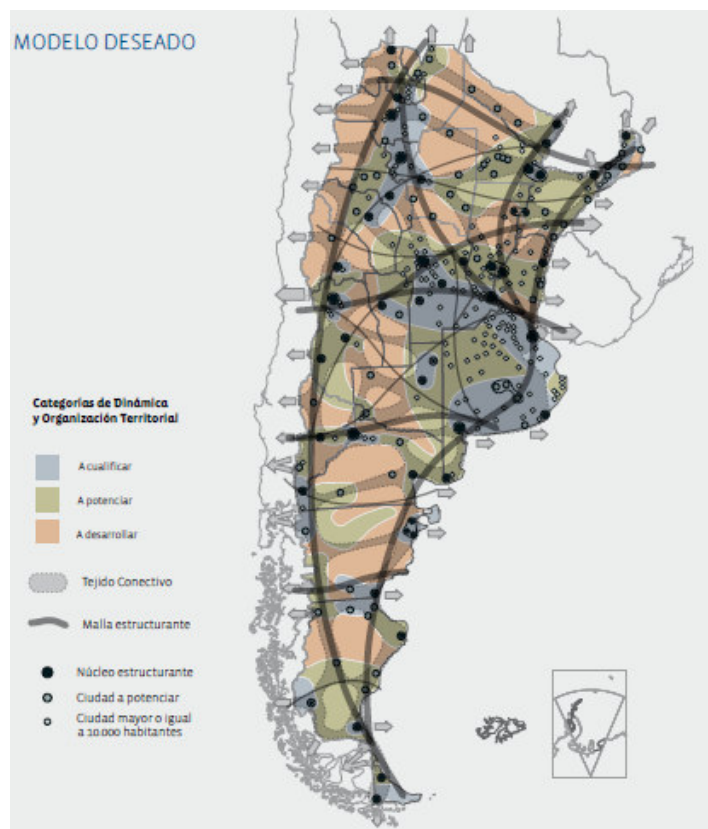 MODELO DESEADO
Categorías de Dinámica
y Organización Territorial
A cualificar
A potenciar
A desarrollar
Tejido Conectivo
Malla estructurante
Núcleo estructurante
Ciudad a potenciar
Ciudad mayor o igual
a 10.000 habitantes